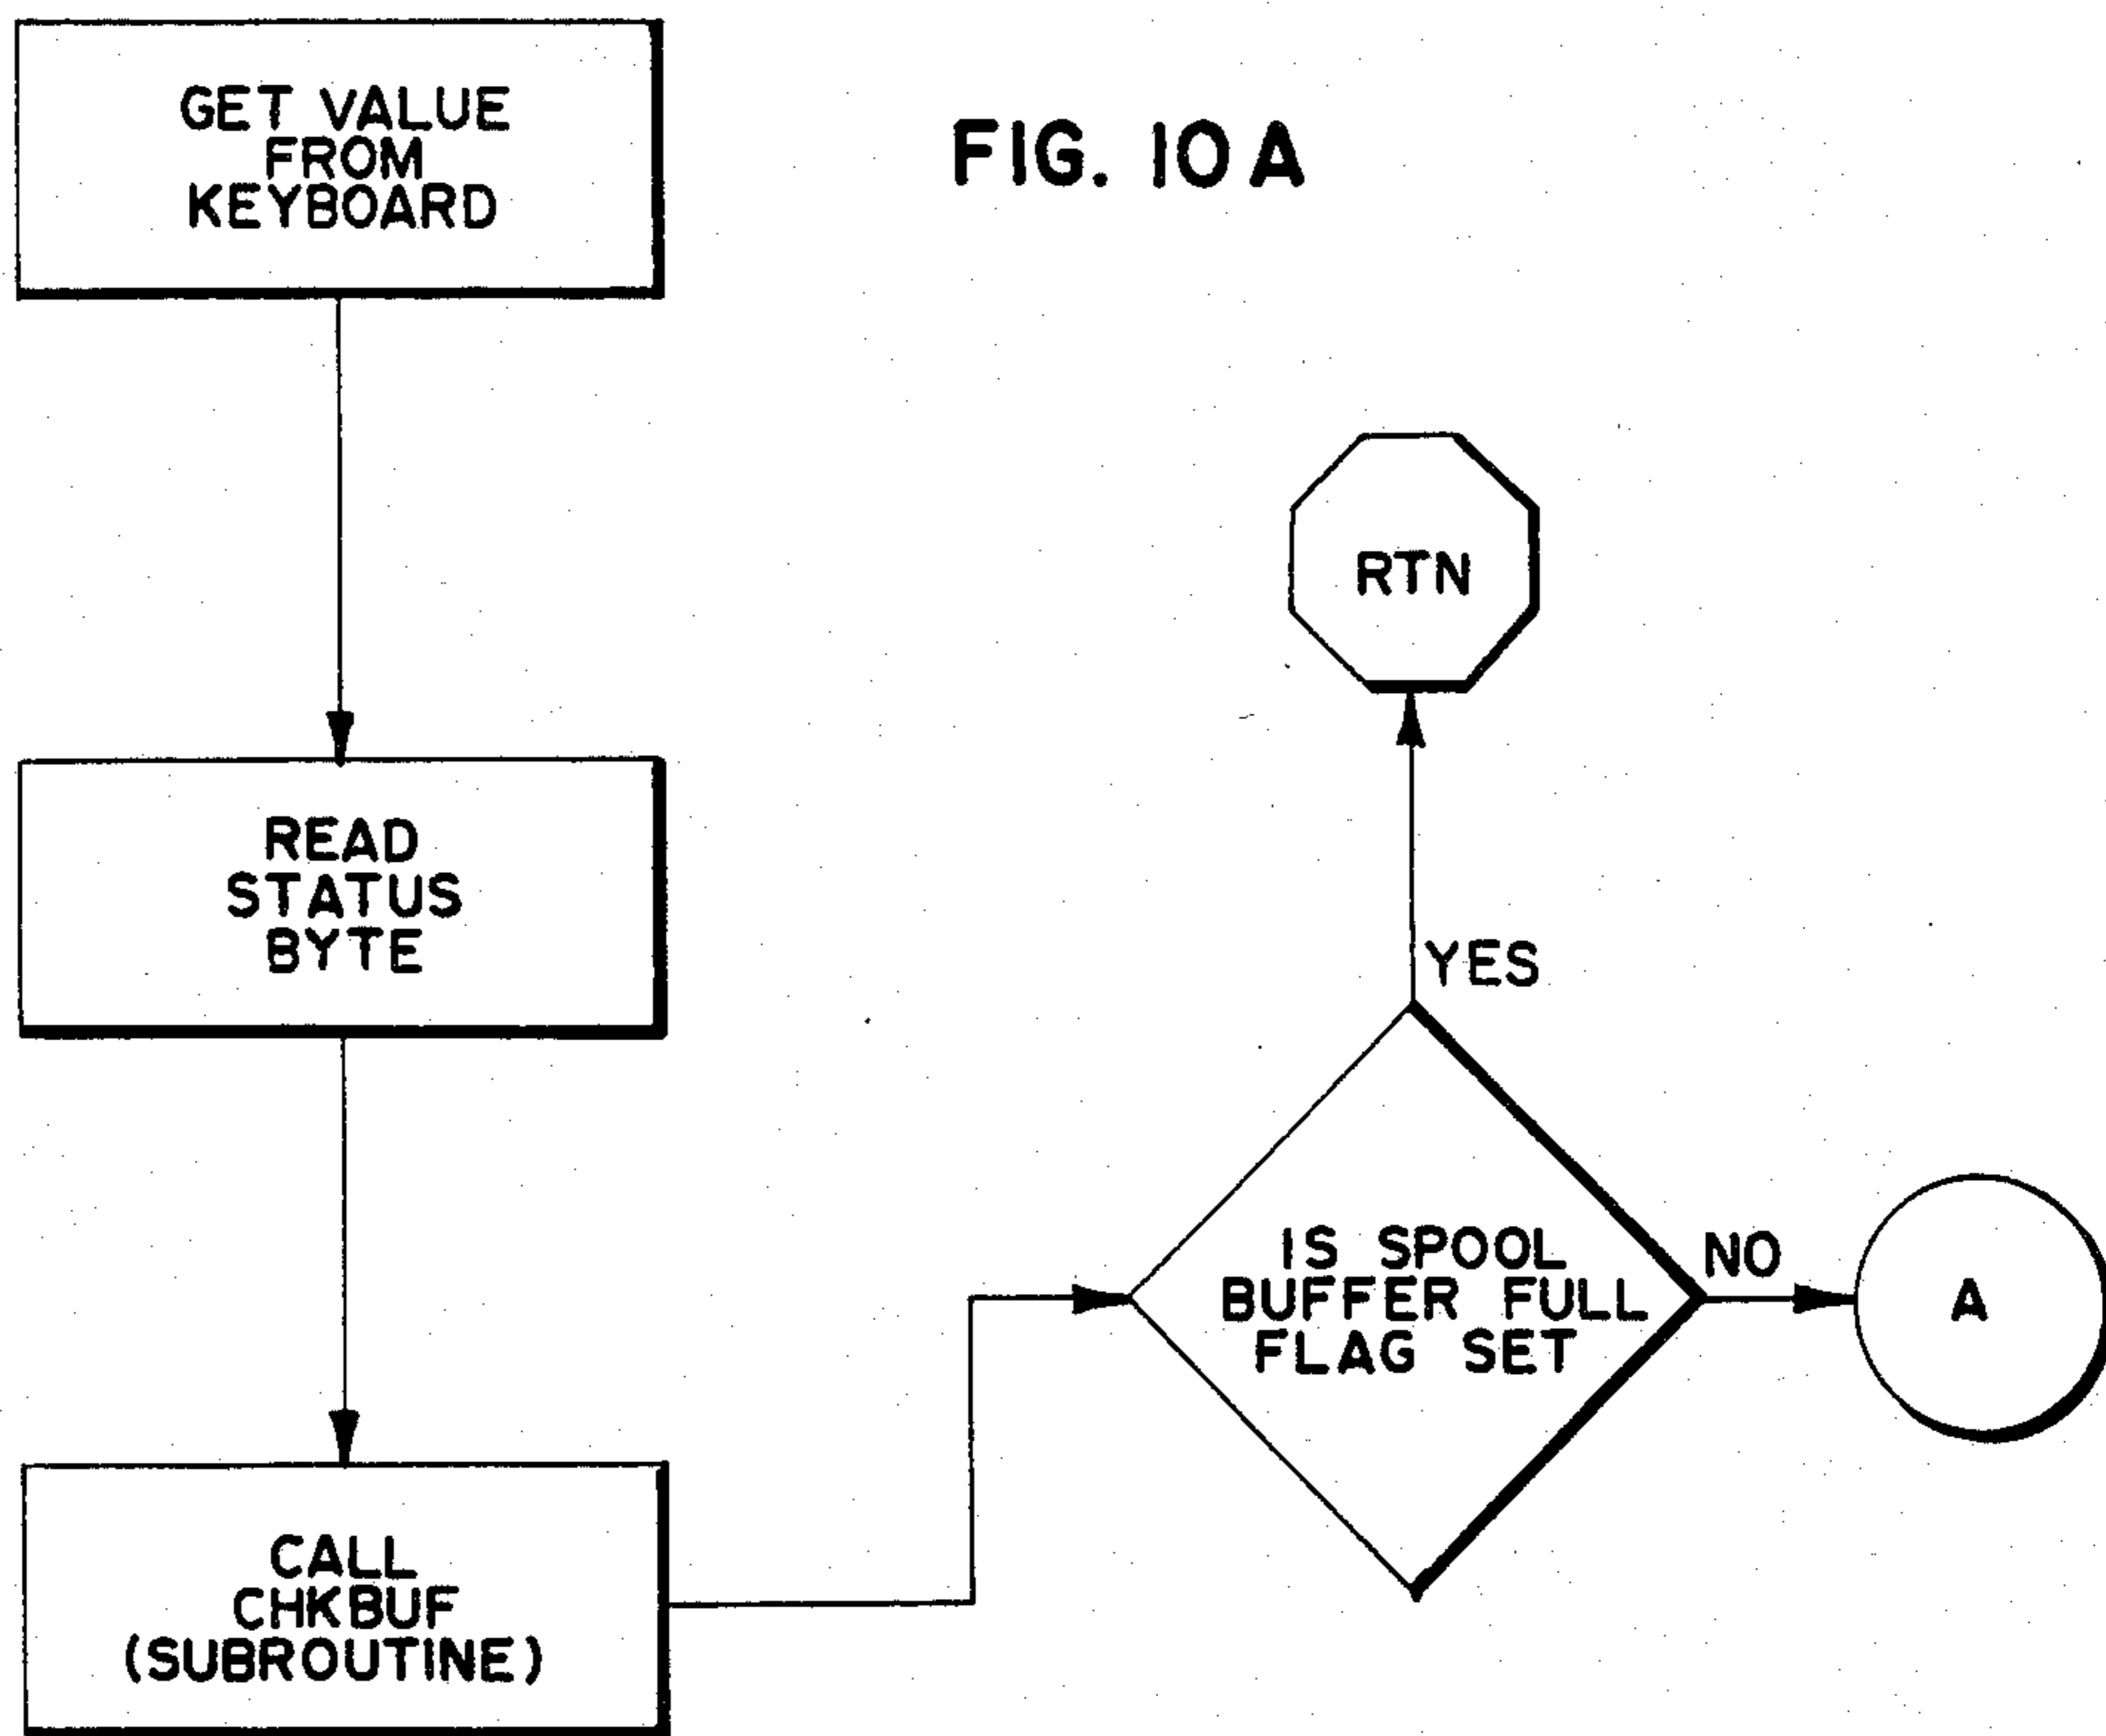 GET VALUE
FROM
KEYBOARD
FIG. 10A
READ
STATUS
BYTE
CALL
CHKBUF
(SUBROUTINE)
RTN
YES
IS SPOOL
BUFFER FULL
FLAG SET
NO
A